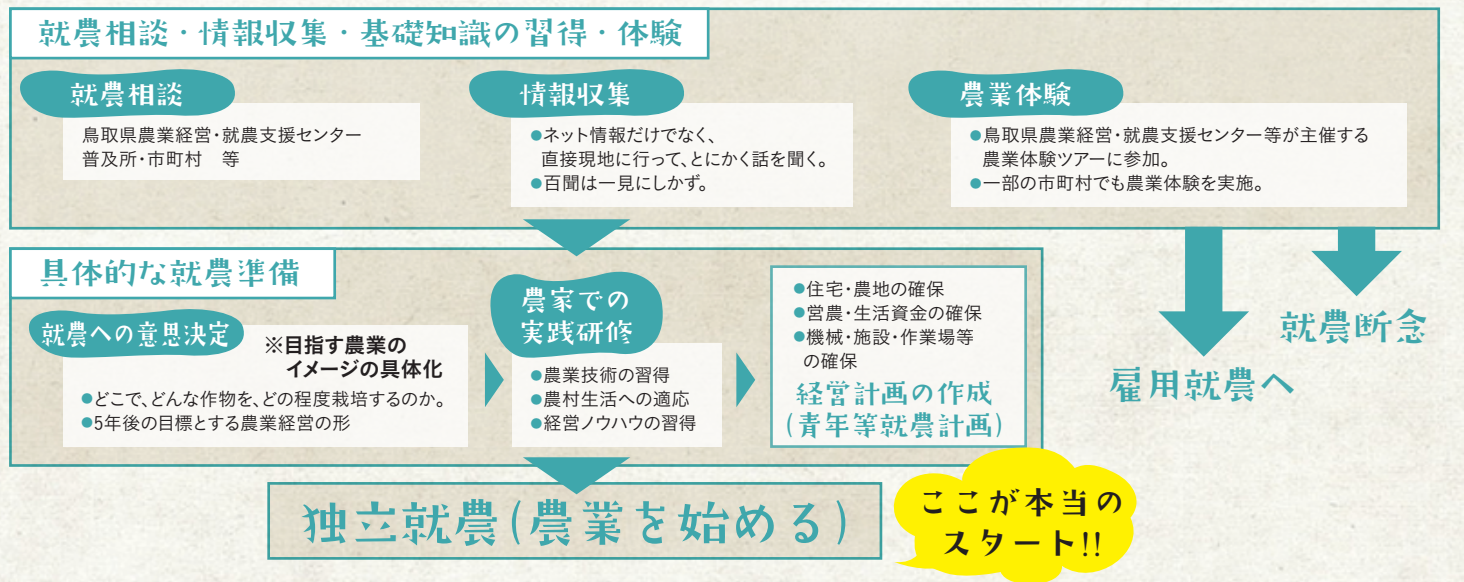 就農相談・情報収集・基礎知識の習得・体験
就農相談
鳥取県農業経営・就農支援センター
普及所・市町村　等
情報収集
●ネット情報だけでなく、
直接現地に行って、とにかく話を聞く。
●百聞は一見にしかず。
農業体験
●鳥取県農業経営・就農支援センター等が主催する
農業体験ツアーに参加。
●一部の市町村でも農業体験を実施。
具体的な就農準備
就農への意思決定
※目指す農業の
イメージの具体化
●どこで、どんな作物を、どの程度栽培するのか。
●5年後の目標とする農業経営の形
農家での
実践研修
●農業技術の習得
●農村生活への適応
●経営ノウハウの習得
●住宅・農地の確保
●営農・生活資金の確保
●機械・施設・作業場等
の確保
経営計画の作成
(青年等就農計画)
雇用就農へ
就農断念
独立就農(農業を始める)
ここが本当の
スタート!!